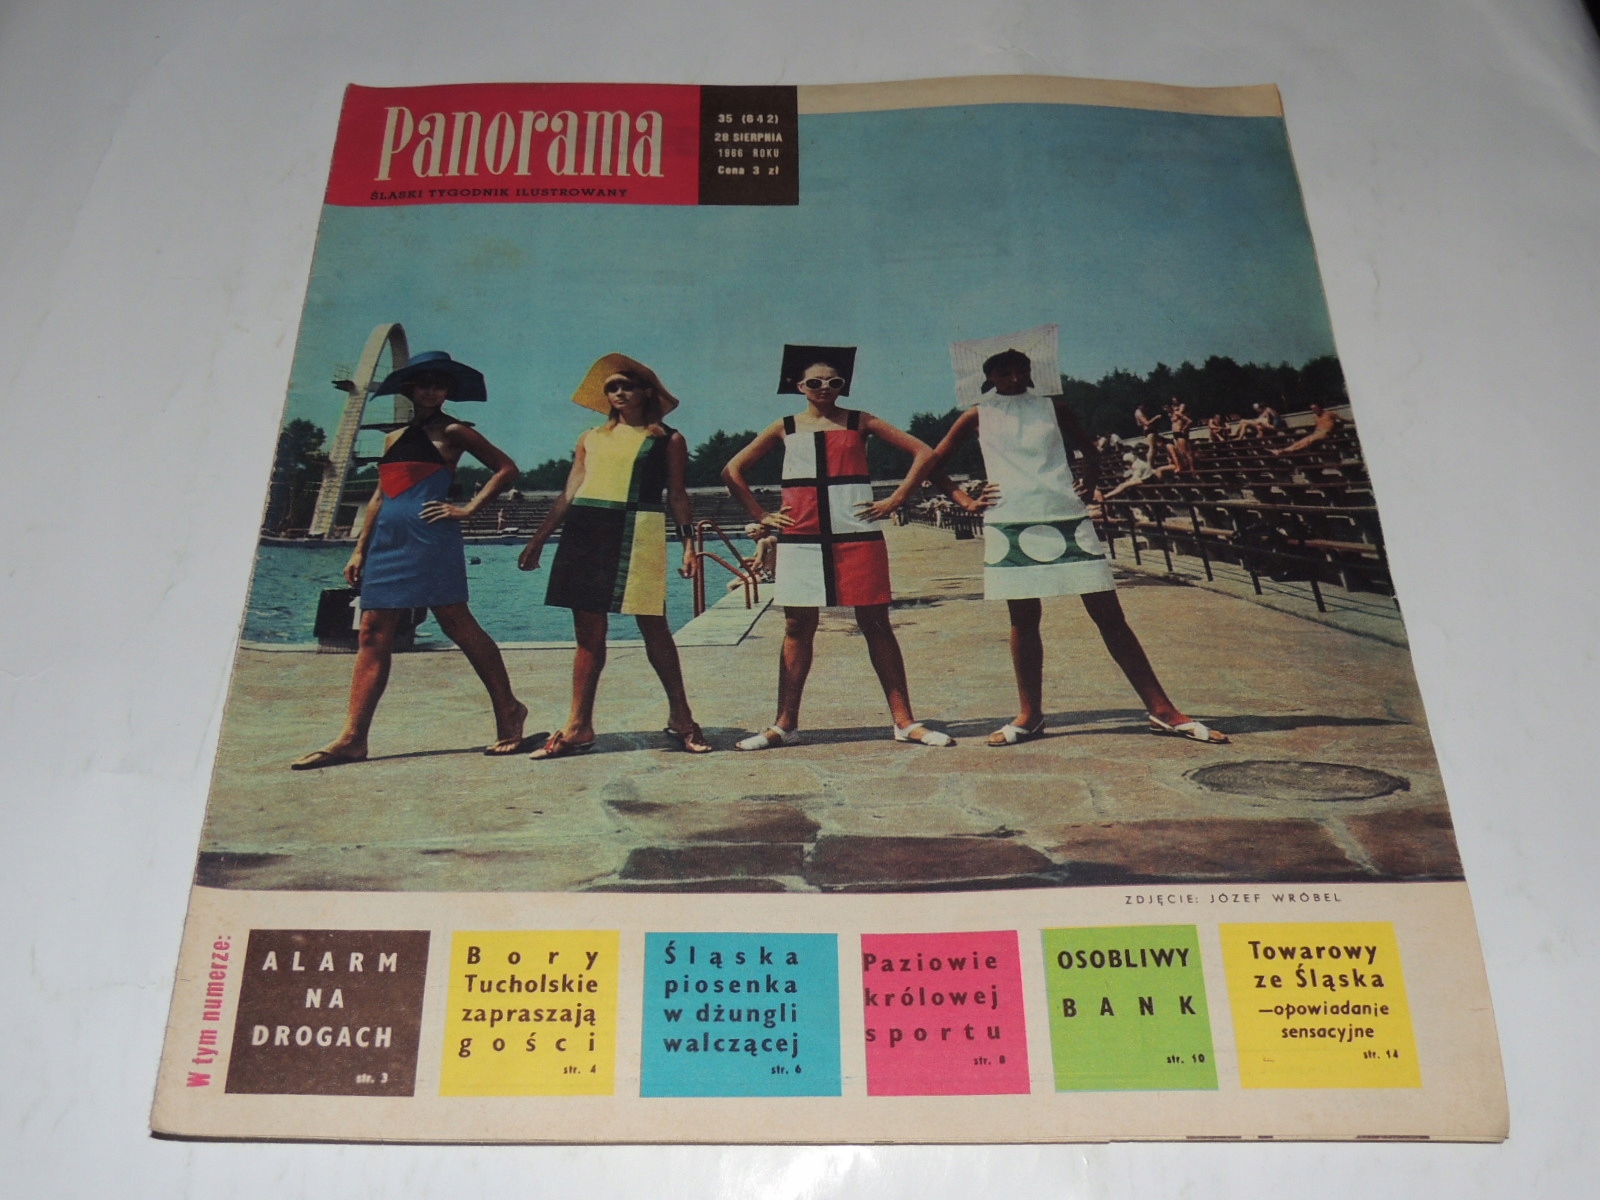 Panorama
ŚLĄSKI TYGODNIK ILUSTROWANY
35 (642)
28 SIERPNIA
1966 ROKU
Cena 3 zł
ZDJĘCIE: JÓZEF WRÓBEL
W tym numerze:
ALARM
NA
DROGACH
str. 3
Bory
Tucholskie
zapraszają
gości
str. 4
Śląska
piosenka
w dżungli
walczącej
str. 6
Paziowie
królowej
sportu
str. 8
OSOBLIWY
BANK
str. 10
Towarowy
ze Śląska
—opowiadanie
sensacyjne
str. 14